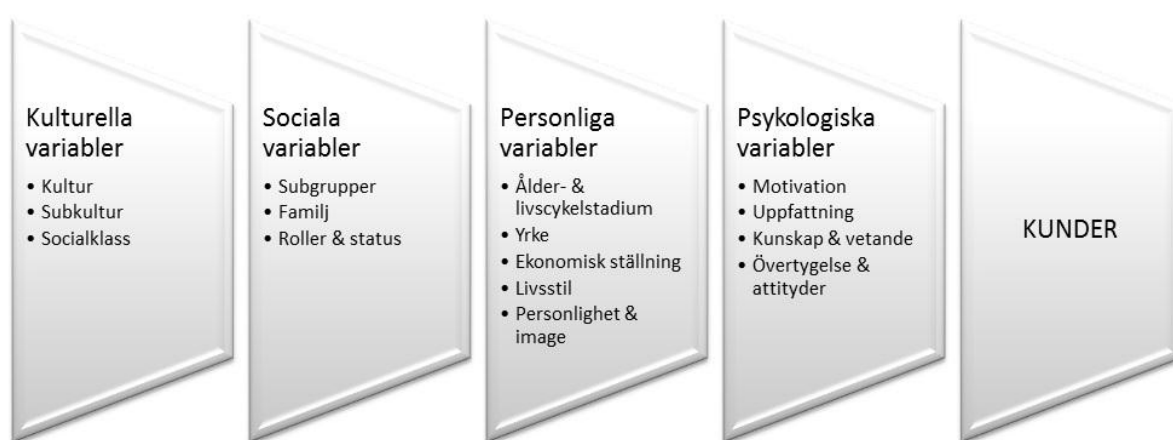 Kulturella
variabler
• Kultur
• Subkultur
• Socialklass
Sociala
variabler
• Subgrupper
• Familj
• Roller & status
Personliga
variabler
• Ålder- &
livscykelstadium
• Yrke
• Ekonomisk ställning
• Livsstil
• Personlighet &
image
Psykologiska
variabler
• Motivation
• Uppfattning
• Kunskap & vetande
• Övertygelse &
attityder
KUNDER